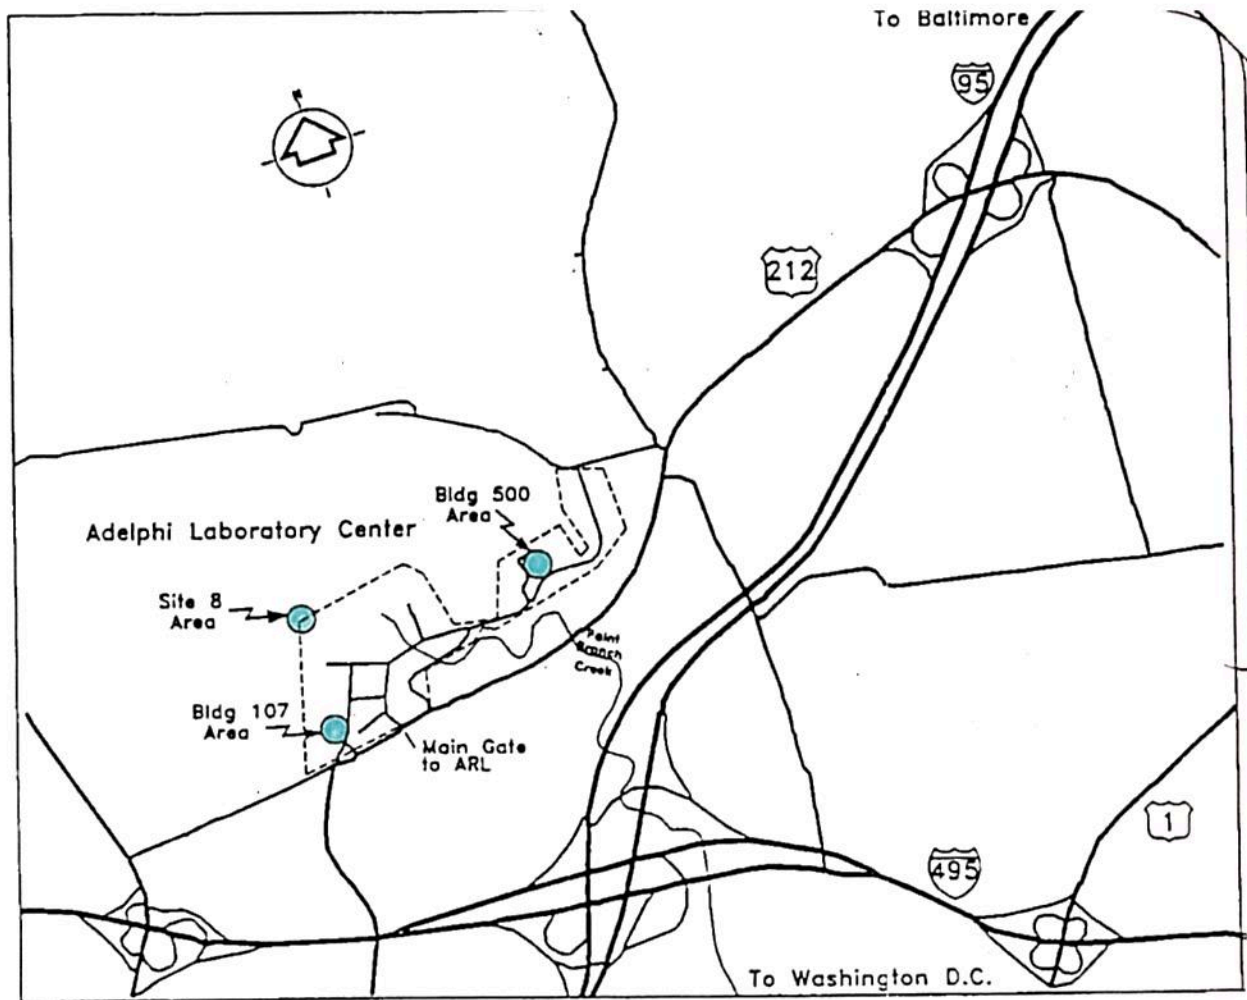 To Baltimore
95
212
Bldg 500
Area
Adelphi Laboratory Center
Site 8
Area
Paint
Branch
Creek
Bldg 107
Area
Main Gate
to ARL
1
495
To Washington D.C.